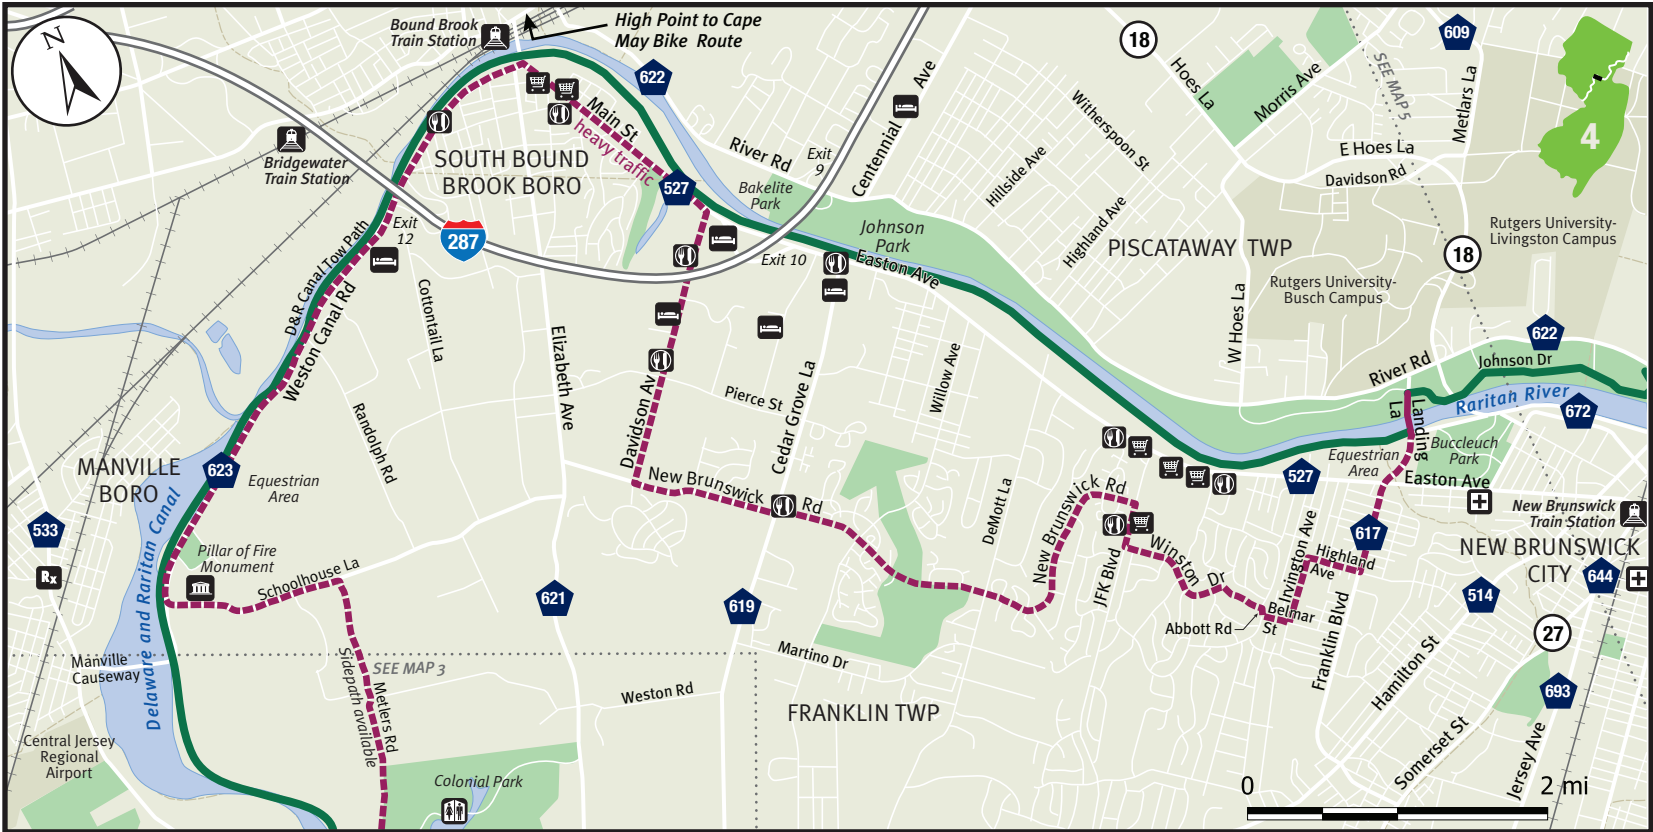 N
Bound Brook
Train Station
High Point to Cape
May Bike Route
622
18
609
SEE MAP 5
Metlars La
4
Hoes La
Morris Ave
Centennial Ave
Witherspoon St
E Hoes La
Davidson Rd
Bridgewater
Train Station
SOUTH BOUND
BROOK BORO
Main St
heavy traffic
527
River Rd
Exit
9
Bakelite
Park
Hillside Ave
Highland Ave
Rutgers University-
Livingston Campus
PISCATAWAY TWP
18
Exit
12
287
Johnson
Park
Exit 10
Easton Ave
Rutgers University-
Busch Campus
D&R Canal Tow Path
Weston Canal Rd
Cottontail La
Elizabeth Ave
W Hoes La
622
Johnson Dr
River Rd
Raritan River
672
Landing
La
Willow Ave
Pierce St
Cedar Grove La
Davidson Av
Randolph Rd
MANVILLE
BORO
623
Equestrian
Area
New Brunswick Rd
New Brunswick Rd
DeMott La
527
Equestrian
Area
Buccleuch
Park
Easton Ave
New Brunswick
Train Station
533
Rx
Delaware and Raritan Canal
Pillar of Fire
Monument
Schoolhouse La
JFK Blvd
Winston Dr
Irvington Ave
617
Highland
Ave
NEW BRUNSWICK
CITY
644
514
621
619
Belmar
St
Abbott Rd
Franklin Blvd
27
Hamilton St
Manville
Causeway
SEE MAP 3
Sidepath available
Metlers Rd
Martino Dr
Weston Rd
FRANKLIN TWP
693
Somerset St
Jersey Ave
Central Jersey
Regional
Airport
Colonial Park
0 2 mi